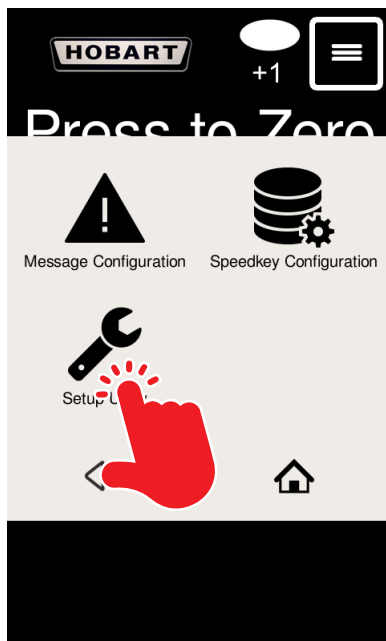 HOBART
+1
Press to Zero
Message Configuration
Speedkey Configuration
Setup